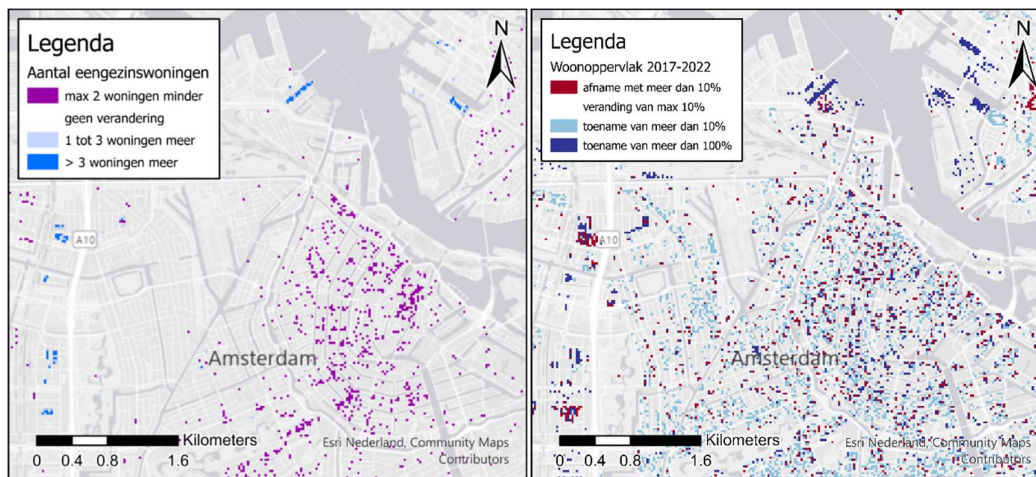 Legenda
Aantal eengezinswoningen
max 2 woningen minder
geen verandering
1 tot 3 woningen meer
> 3 woningen meer
N
A10
Amsterdam
Kilometers
0 0.4 0.8 1.6
Esri Nederland, Community Maps
Contributors
Legenda
Woonoppervlak 2017-2022
afname met meer dan 10%
veranding van max 10%
toename van meer dan 10%
toename van meer dan 100%
N
A10
Amsterdam
Kilometers
0 0.4 0.8 1.6
Esri Nederland, Community Maps
Contributors